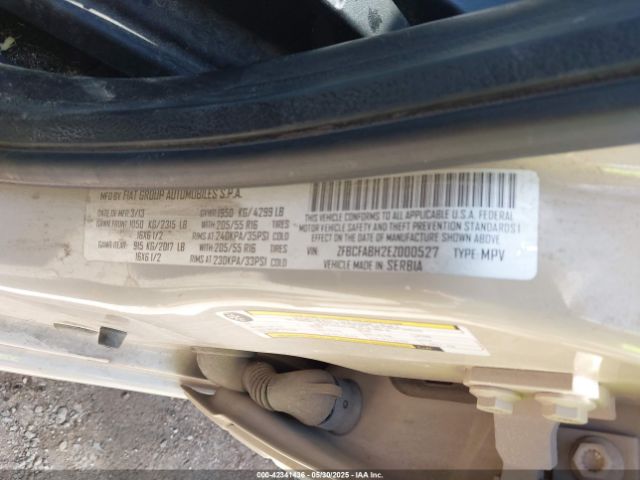 MFD BY FIAT GROUP AUTOMOBILES S.P.A.
DATE OF MFR 3/13 GVWR 1950 KG/4299 LB
GAWR FRONT 1050 KG/2315 LB WITH 205/55 R16
16X6 1/2 RIMS AT 240KPA/35PSI COLD
GAWR REAR 915 KG/2017 LB WITH 205/55 R16
16X6 1/2 RIMS AT 230KPA/33PSI COLD
THIS VEHICLE CONFORMS TO ALL APPLICABLE U.S.A. FEDERAL
MOTOR VEHICLE SAFETY AND THEFT PREVENTION STANDARDS
IN EFFECT ON THE DATE OF MANUFACTURE SHOWN ABOVE.
VIN: ZFBCFABH2EZ000527 TYPE: MPV
VEHICLE MADE IN SERBIA
000-42341436 - 05/30/2025 - IAA Holdings, LLC